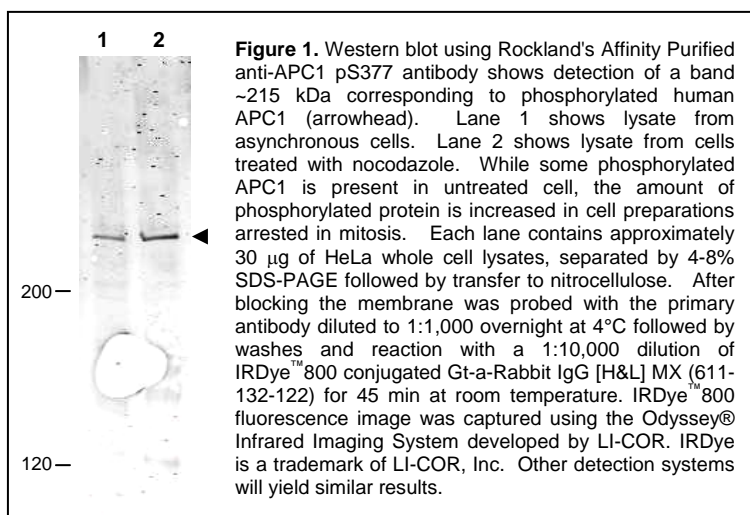 1 2
200
120
Figure 1. Western blot using Rockland's Affinity Purified
anti-APC1 pS377 antibody shows detection of a band
~215 kDa corresponding to phosphorylated human
APC1 (arrowhead). Lane 1 shows lysate from
asynchronous cells. Lane 2 shows lysate from cells
treated with nocodazole. While some phosphorylated
APC1 is present in untreated cell, the amount of
phosphorylated protein is increased in cell preparations
arrested in mitosis. Each lane contains approximately
30 μg of HeLa whole cell lysates, separated by 4-8%
SDS-PAGE followed by transfer to nitrocellulose. After
blocking the membrane was probed with the primary
antibody diluted to 1:1,000 overnight at 4°C followed by
washes and reaction with a 1:10,000 dilution of
IRDye™800 conjugated Gt-a-Rabbit IgG [H&L] MX (611-
132-122) for 45 min at room temperature. IRDye™800
fluorescence image was captured using the Odyssey®
Infrared Imaging System developed by LI-COR. IRDye
is a trademark of LI-COR, Inc. Other detection systems
will yield similar results.